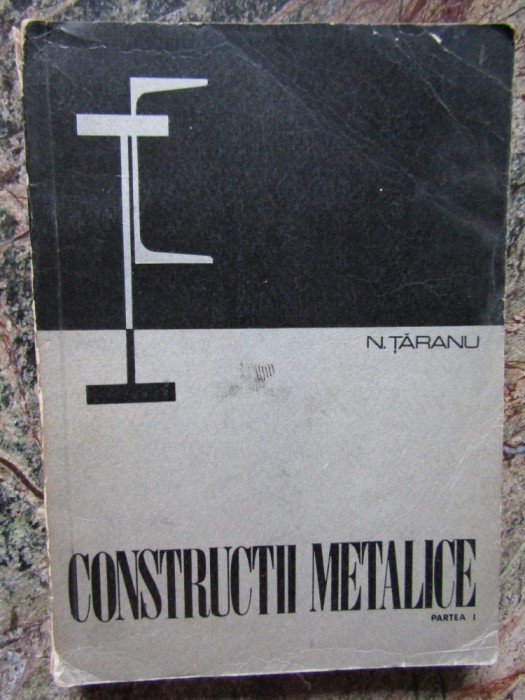 N. ȚĂRANU
CONSTRUCTII METALICE
PARTEA I